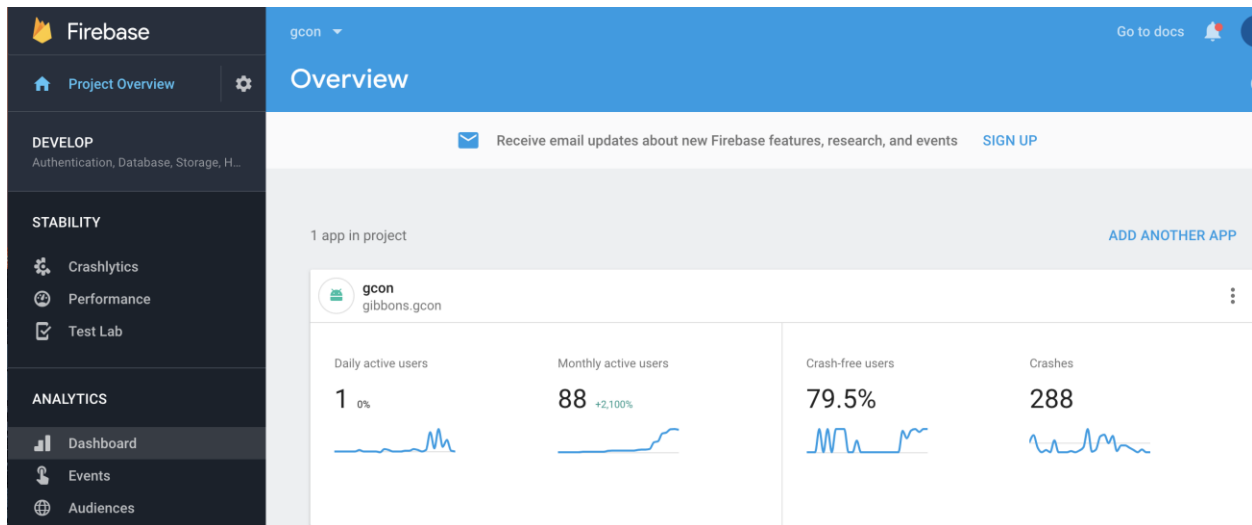 Firebase
Project Overview
DEVELOP
Authentication, Database, Storage, H...
STABILITY
Crashlytics
Performance
Test Lab
ANALYTICS
Dashboard
Events
Audiences
gcon
Go to docs
Overview
Receive email updates about new Firebase features, research, and events SIGN UP
1 app in project
ADD ANOTHER APP
gcon
gibbons.gcon
Daily active users
1 0%
Monthly active users
88 +2,100%
Crash-free users
79.5%
Crashes
288